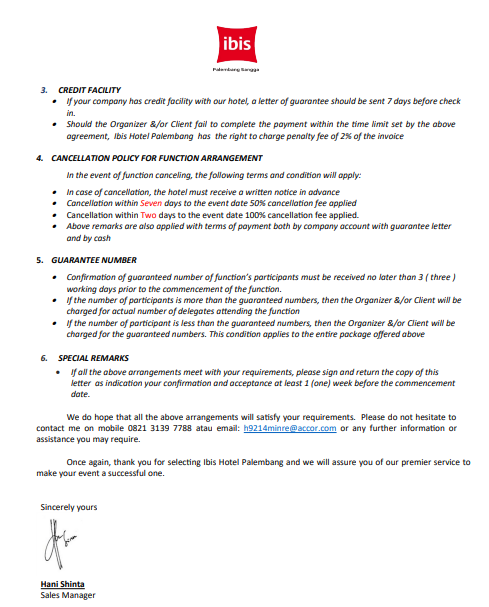 ibis
Palembang Sangga
3. CREDIT FACILITY
• If your company has credit facility with our hotel, a letter of guarantee should be sent 7 days before check
in.
• Should the Organizer &/or Client fail to complete the payment within the time limit set by the above
agreement, Ibis Hotel Palembang has the right to charge penalty fee of 2% of the invoice
4. CANCELLATION POLICY FOR FUNCTION ARRANGEMENT
In the event of function canceling, the following terms and condition will apply:
• In case of cancellation, the hotel must receive a written notice in advance
• Cancellation within Seven days to the event date 50% cancellation fee applied
• Cancellation within Two days to the event date 100% cancellation fee applied.
• Above remarks are also applied with terms of payment both by company account with guarantee letter
and by cash
5. GUARANTEE NUMBER
• Confirmation of guaranteed number of function's participants must be received no later than 3 ( three )
working days prior to the commencement of the function.
• If the number of participants is more than the guaranteed numbers, then the Organizer &/or Client will be
charged for actual number of delegates attending the function
• If the number of participant is less than the guaranteed numbers, then the Organizer &/or Client will be
charged for the guaranteed numbers. This condition applies to the entire package offered above
6. SPECIAL REMARKS
• If all the above arrangements meet with your requirements, please sign and return the copy of this
letter as indication your confirmation and acceptance at least 1 (one) week before the commencement
date.
We do hope that all the above arrangements will satisfy your requirements. Please do not hesitate to
contact me on mobile 0821 3139 7788 atau email: h9214minre@accor.com or any further information or
assistance you may require.
Once again, thank you for selecting Ibis Hotel Palembang and we will assure you of our premier service to
make your event a successful one.
Sincerely yours
Hani Shinta
Sales Manager